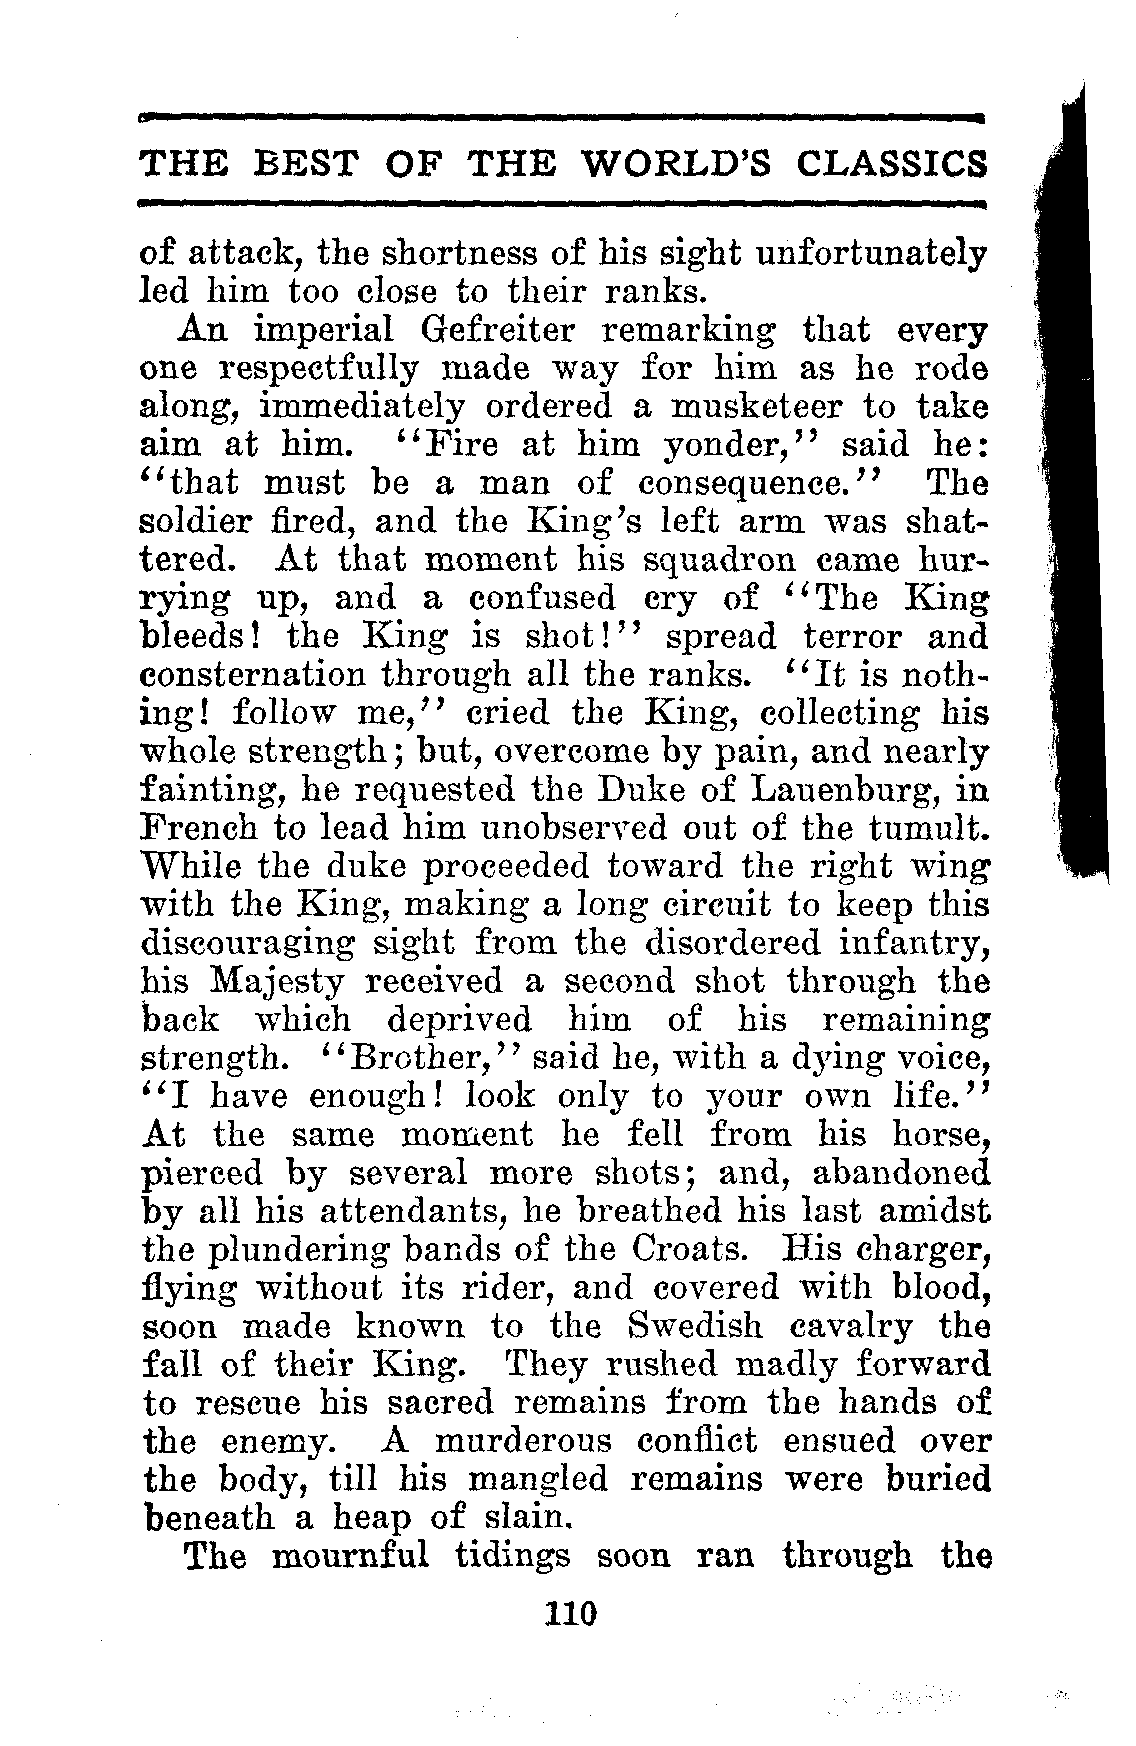 THE BEST OF THE WORLD'S CLASSICS
of attack, the shortness of his sight unfortunately
led him too close to their ranks.
An imperial Gefreiter remarking that every
one respectfully made way for him as he rode
along, immediately ordered a musketeer to take
aim at him. "Fire at him yonder," said he:
"that must be a man of consequence." The
soldier fired, and the King's left arm was shat-
tered. At that moment his squadron came hur-
rying up, and a confused cry of "The King
bleeds! the King is shot!" spread terror and
consternation through all the ranks. "It is noth-
ing! follow me," cried the King, collecting his
whole strength; but, overcome by pain, and nearly
fainting, he requested the Duke of Lauenburg, in
French to lead him unobserved out of the tumult.
While the duke proceeded toward the right wing
with the King, making a long circuit to keep this
discouraging sight from the disordered infantry,
his Majesty received a second shot through the
back which deprived him of his remaining
strength. "Brother," said he, with a dying voice,
"I have enough! look only to your own life."
At the same moment he fell from his horse,
pierced by several more shots; and, abandoned
by all his attendants, he breathed his last amidst
the plundering bands of the Croats. His charger,
flying without its rider, and covered with blood,
soon made known to the Swedish cavalry the
fall of their King. They rushed madly forward
to rescue his sacred remains from the hands of
the enemy. A murderous conflict ensued over
the body, till his mangled remains were buried
beneath a heap of slain.
The mournful tidings soon ran through the
110